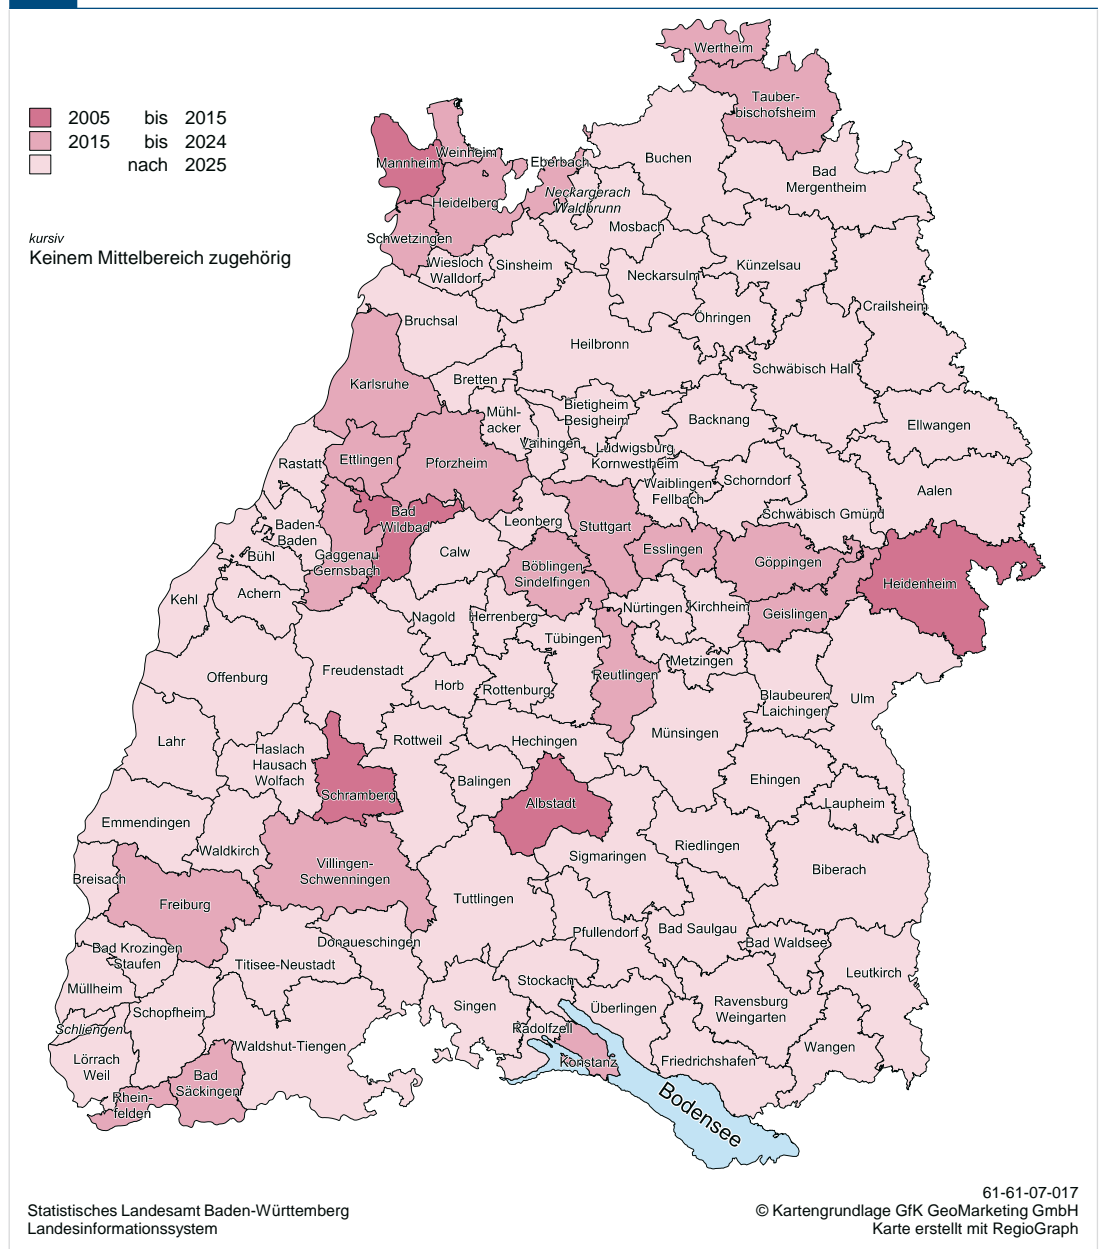 2005 bis 2015
2015 bis 2024
nach 2025
kursiv
Keinem Mittelbereich zugehörig
Wertheim
Tauber-
bischofsheim
Buchen
Bad
Mergentheim
Weinheim
Mannheim
Eberbach
Neckargerach
Waldbrunn
Heidelberg
Mosbach
Schwetzingen
Wiesloch
Walldorf
Sinsheim
Neckarsulm
Künzelsau
Crailsheim
Öhringen
Bruchsal
Heilbronn
Schwäbisch Hall
Karlsruhe
Bretten
Mühl-
acker
Bietigheim
Besigheim
Backnang
Ellwangen
Vaihingen
Ludwigsburg
Kornwestheim
Rastatt
Ettlingen
Pforzheim
Waiblingen
Fellbach
Schorndorf
Aalen
Schwäbisch Gmünd
Bad
Wildbad
Leonberg
Stuttgart
Baden-
Baden
Bühl
Gaggenau
Gernsbach
Calw
Böblingen
Sindelfingen
Esslingen
Göppingen
Heidenheim
Kehl
Achern
Nagold
Herrenberg
Nürtingen
Kirchheim
Geislingen
Tübingen
Offenburg
Freudenstadt
Horb
Rottenburg
Reutlingen
Metzingen
Blaubeuren
Laichingen
Ulm
Lahr
Haslach
Hausach
Wolfach
Rottweil
Hechingen
Münsingen
Balingen
Ehingen
Schramberg
Albstadt
Laupheim
Emmendingen
Waldkirch
Villingen-
Schwenningen
Sigmaringen
Riedlingen
Biberach
Breisach
Freiburg
Tuttlingen
Pfullendorf
Bad Saulgau
Bad Waldsee
Bad Krozingen
Staufen
Titisee-Neustadt
Donaueschingen
Leutkirch
Müllheim
Schopfheim
Stockach
Singen
Überlingen
Ravensburg
Weingarten
Schliengen
Radolfzell
Lörrach
Weil
Waldshut-Tiengen
Konstanz
Friedrichshafen
Wangen
Bad
Säckingen
Rhein-
felden
Bodensee
61-61-07-017
Statistisches Landesamt Baden-Württemberg
Landesinformationssystem
© Kartengrundlage GfK GeoMarketing GmbH
Karte erstellt mit RegioGraph